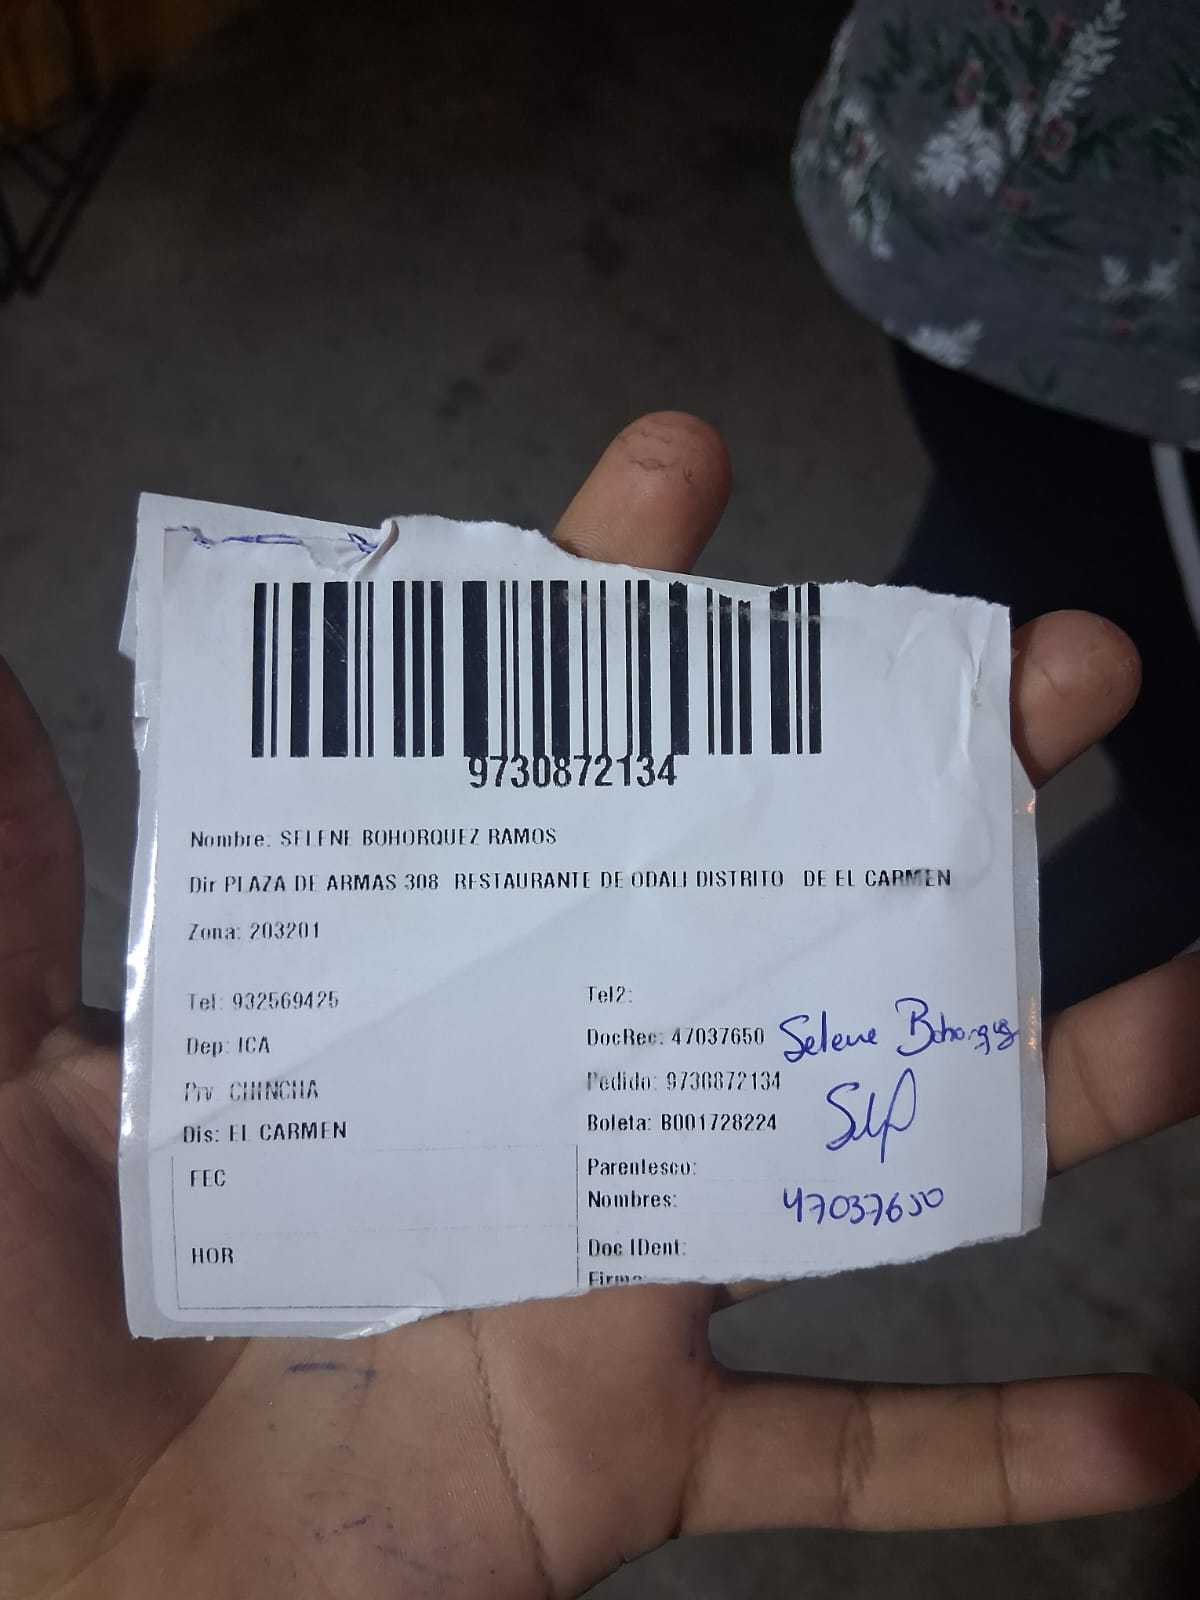 9730872134
Nombre: SELENE BOHORQUEZ RAMOS
Dir PLAZA DE ARMAS 308 RESTAURANTE DE ODALI DISTRITO DE EL CARMEN
Zona: 203201
Tel: 932569425
Dep: ICA
Prv: CHINCHA
Dis: EL CARMEN
FEC
HOR
Tel2:
DocRec: 47037650
Pedido: 9730872134
Boleta: B001728224
Parentesco:
Nombres:
Doc IDent:
Firma
Selene Bohorquez
47037650